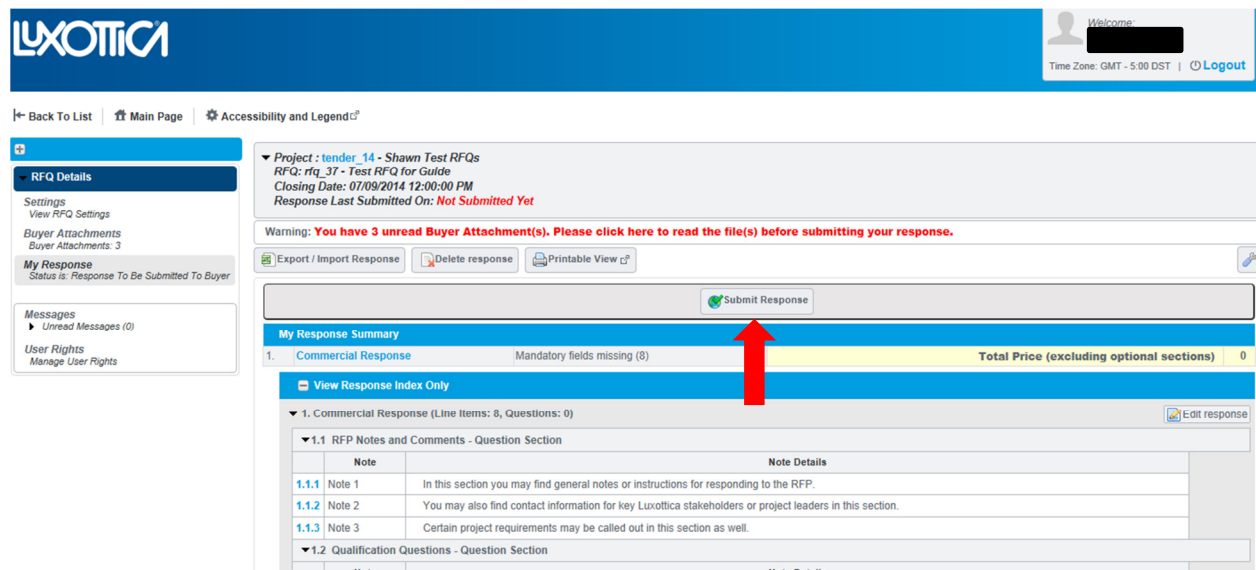 LUXOTTICA
Welcome:
Time Zone: GMT - 5:00 DST | Logout
Back To List | Main Page | Accessibility and Legend
RFQ Details
Settings
View RFQ Settings
Buyer Attachments
Buyer Attachments: 3
My Response
Status is: Response To Be Submitted To Buyer
Messages
Unread Messages (0)
User Rights
Manage User Rights
Project : tender_14 - Shawn Test RFQs
RFQ: rfq_37 - Test RFQ for Guide
Closing Date: 07/09/2014 12:00:00 PM
Response Last Submitted On: Not Submitted Yet
Warning: You have 3 unread Buyer Attachment(s). Please click here to read the file(s) before submitting your response.
Export / Import Response Delete response Printable View
Submit Response
My Response Summary
1. Commercial Response Mandatory fields missing (8) Total Price (excluding optional sections) 0
View Response Index Only
1. Commercial Response (Line Items: 8, Questions: 0) Edit response
1.1 RFP Notes and Comments - Question Section
Note Note Details
1.1.1 Note 1 In this section you may find general notes or instructions for responding to the RFP.
1.1.2 Note 2 You may also find contact information for key Luxottica stakeholders or project leaders in this section.
1.1.3 Note 3 Certain project requirements may be called out in this section as well.
1.2 Qualification Questions - Question Section